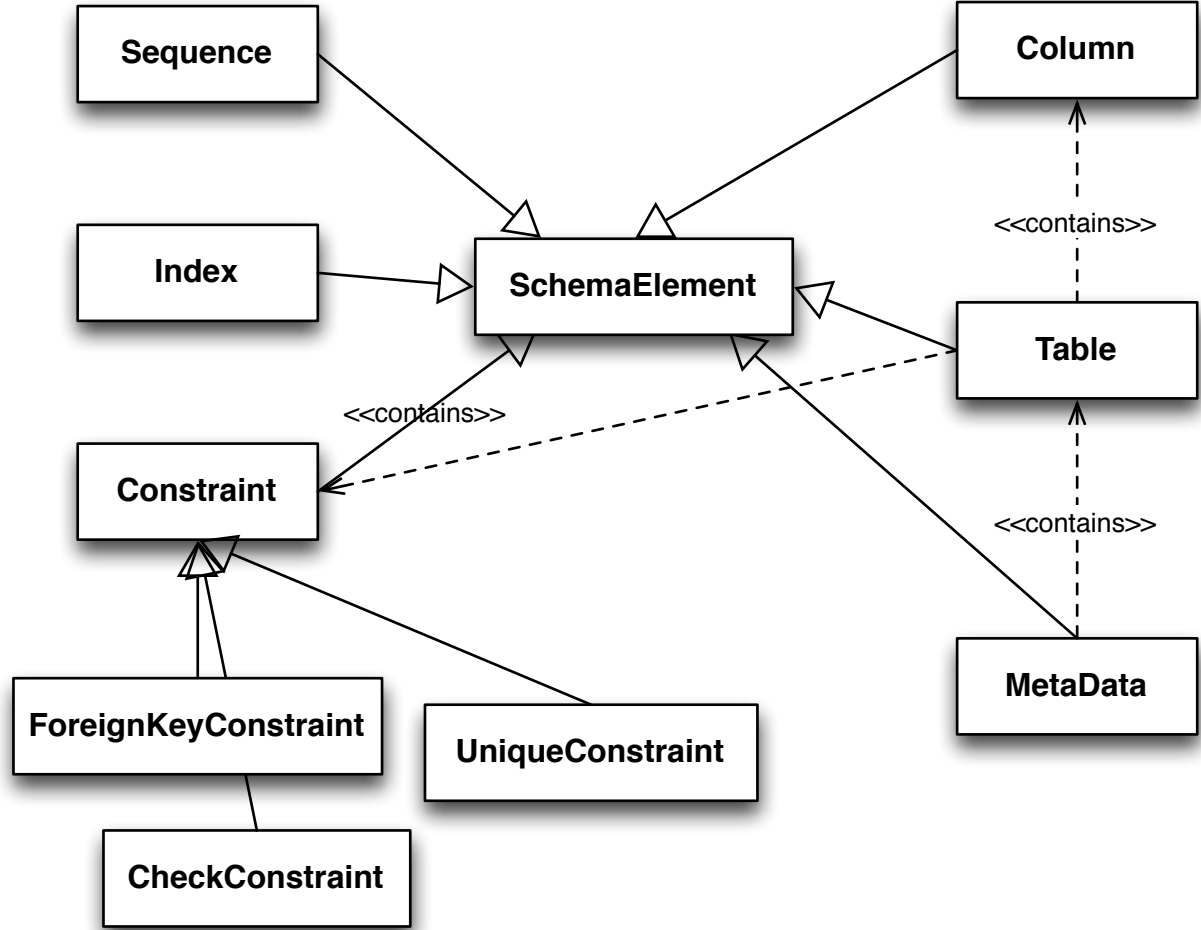 Sequence
Column
<<contains>>
Index
SchemaElement
Table
<<contains>>
Constraint
<<contains>>
MetaData
ForeignKeyConstraint
UniqueConstraint
CheckConstraint